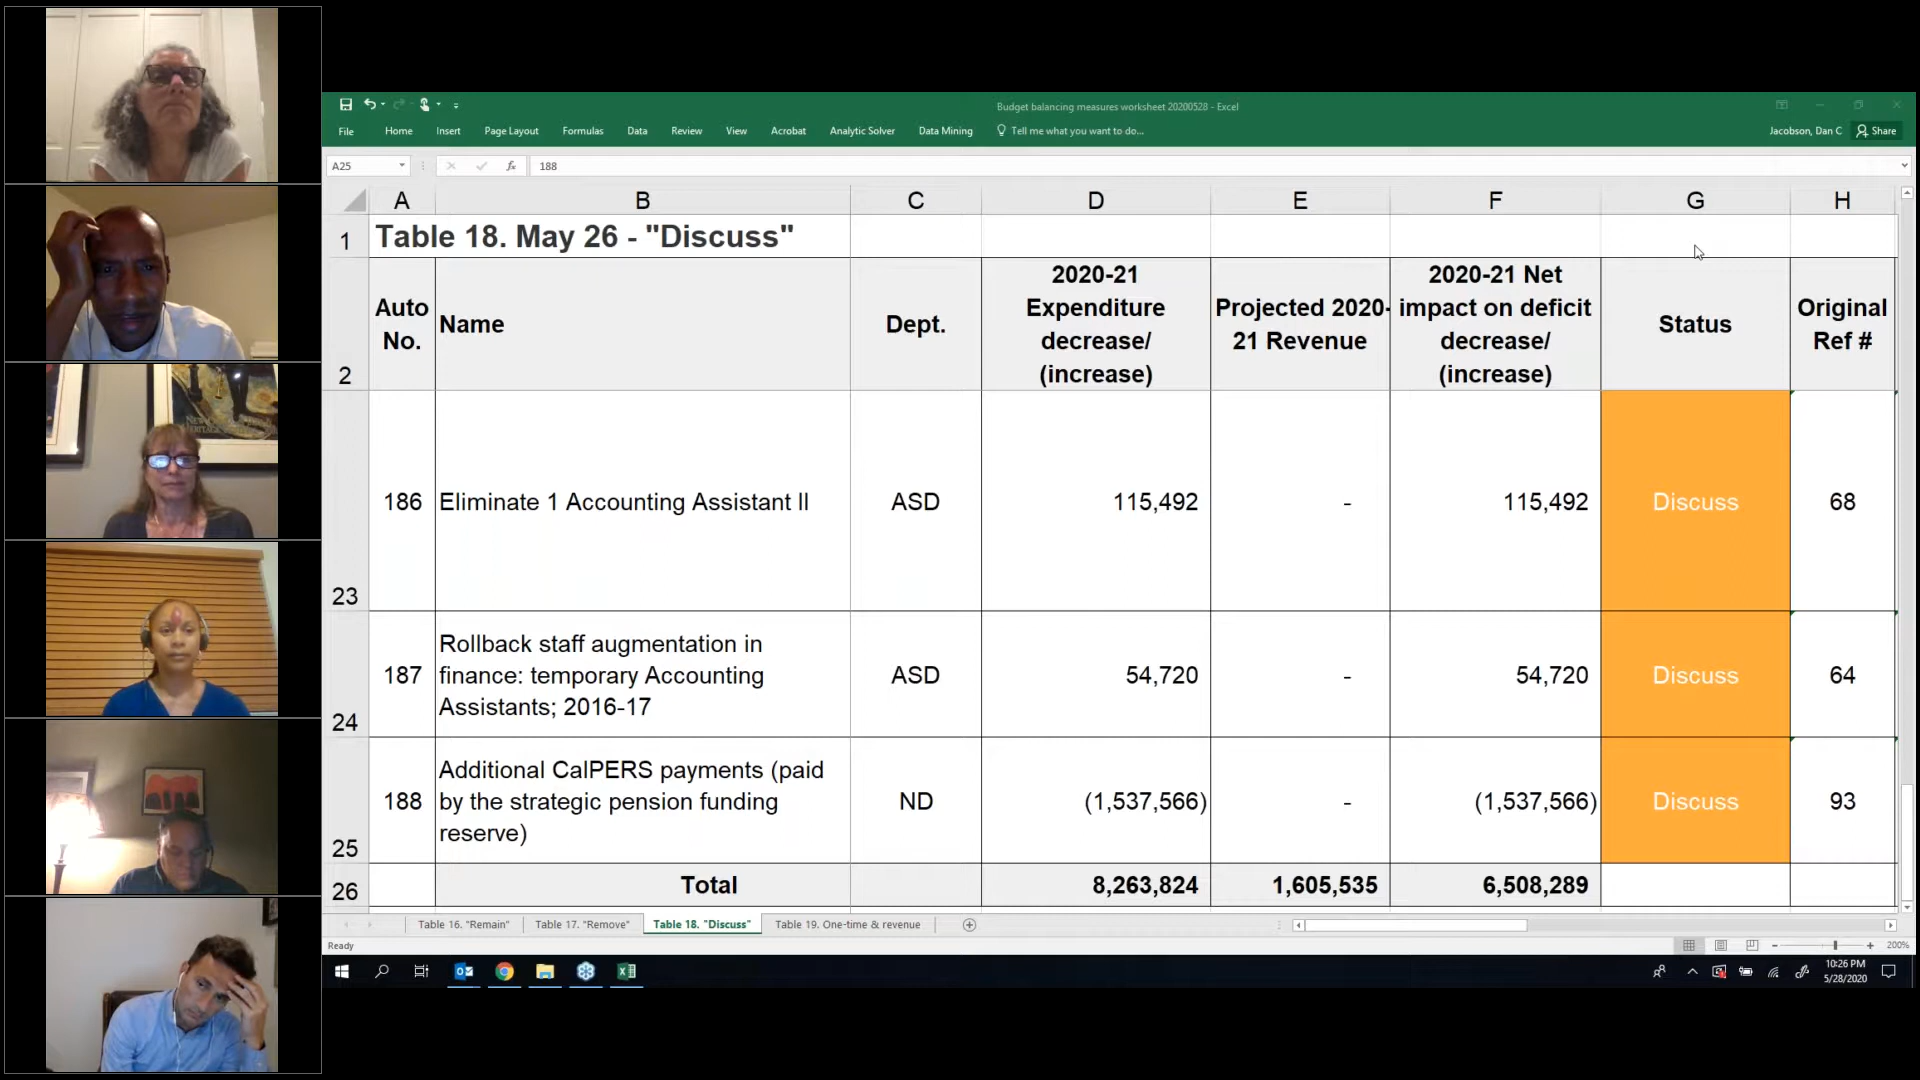 Budget balancing measures worksheet 20200528 - Excel
File Home Insert Page Layout Formulas Data Review View Acrobat Analytic Solver Data Mining Tell me what you want to do... Jacobson, Dan C Share
A25 fx 188
A B C D E F G H
1 Table 18. May 26 - "Discuss"
2020-21
Expenditure
decrease/
(increase)
2020-21 Net
impact on deficit
decrease/
(increase)
Auto
No.
Name
Dept.
Projected 2020-
21 Revenue
Status
Original
Ref #
2
186 Eliminate 1 Accounting Assistant II ASD 115,492 - 115,492 Discuss 68
23
Rollback staff augmentation in
187 finance: temporary Accounting ASD 54,720 - 54,720 Discuss 64
Assistants; 2016-17
24
Additional CalPERS payments (paid
188 by the strategic pension funding ND (1,537,566) - (1,537,566) Discuss 93
reserve)
25
26 Total 8,263,824 1,605,535 6,508,289
Table 16. "Remain" Table 17. "Remove" Table 18. "Discuss" Table 19. One-time & revenue
Ready 200%
10:26 PM
5/28/2020